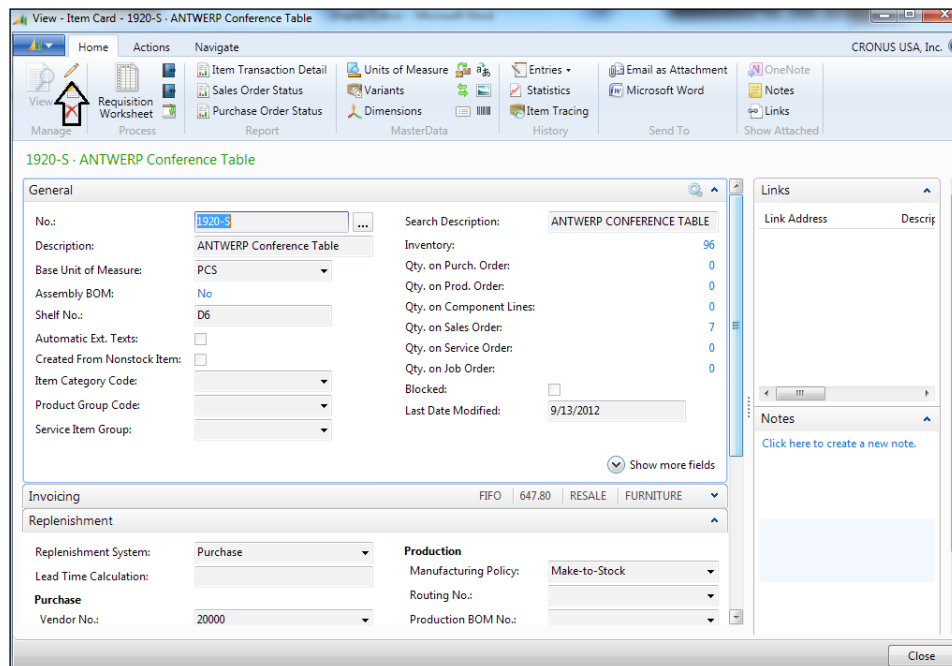 View - Item Card - 1920-S · ANTWERP Conference Table
Home Actions Navigate CRONUS USA, Inc.
View
Requisition Worksheet
Item Transaction Detail
Sales Order Status
Purchase Order Status
Units of Measure
Variants
Dimensions
Entries
Statistics
Item Tracing
Email as Attachment
Microsoft Word
OneNote
Notes
Links
Manage Process Report MasterData History Send To Show Attached
1920-S · ANTWERP Conference Table
General
No.: 1920-S ...
Description: ANTWERP Conference Table
Base Unit of Measure: PCS
Assembly BOM: No
Shelf No.: D6
Automatic Ext. Texts:
Created From Nonstock Item:
Item Category Code:
Product Group Code:
Service Item Group:
Search Description: ANTWERP CONFERENCE TABLE
Inventory: 96
Qty. on Purch. Order: 0
Qty. on Prod. Order: 0
Qty. on Component Lines: 0
Qty. on Sales Order: 7
Qty. on Service Order: 0
Qty. on Job Order: 0
Blocked:
Last Date Modified: 9/13/2012
Show more fields
Invoicing FIFO 647.80 RESALE FURNITURE
Replenishment
Replenishment System: Purchase
Lead Time Calculation:
Purchase
Vendor No.: 20000
Production
Manufacturing Policy: Make-to-Stock
Routing No.:
Production BOM No.:
Links
Link Address Descrip
Notes
Click here to create a new note.
Close